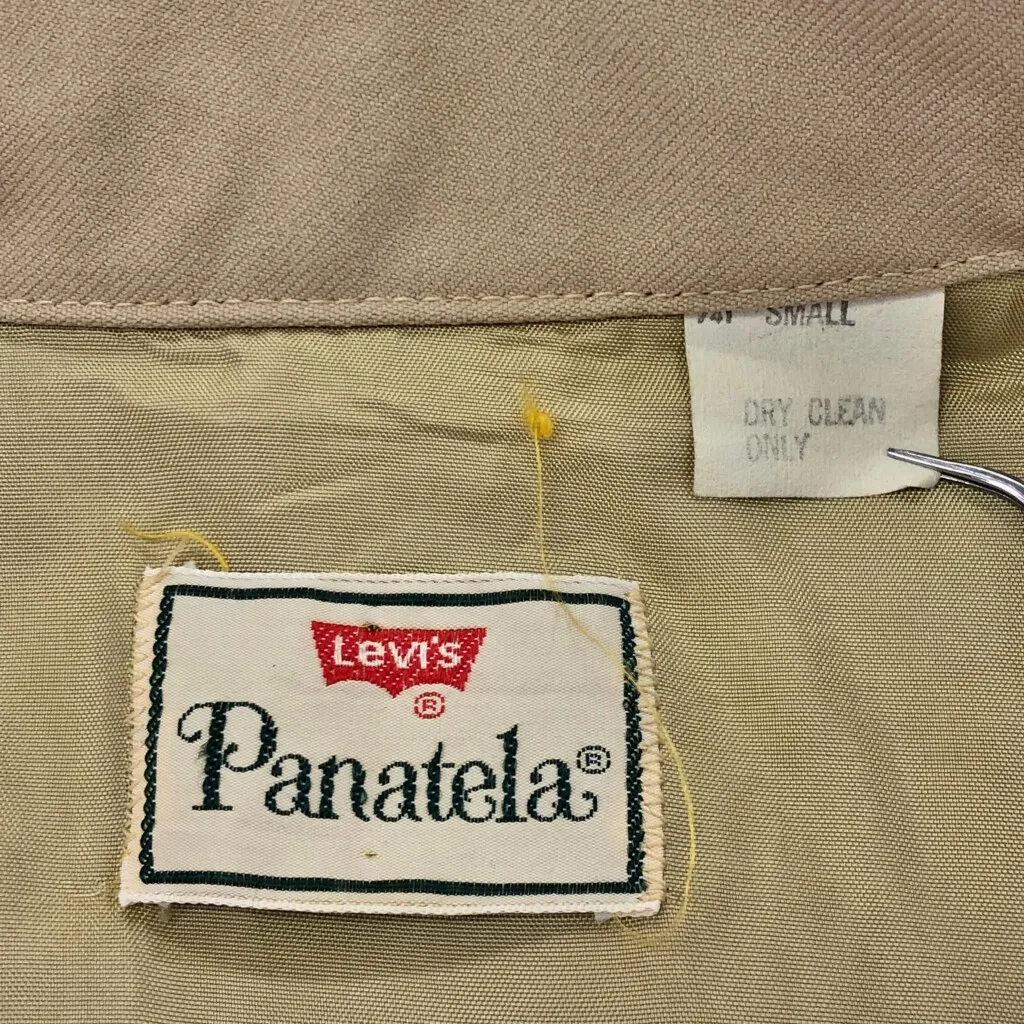 SMALL
DRY CLEAN
ONLY
Levi's
®
Panatela®